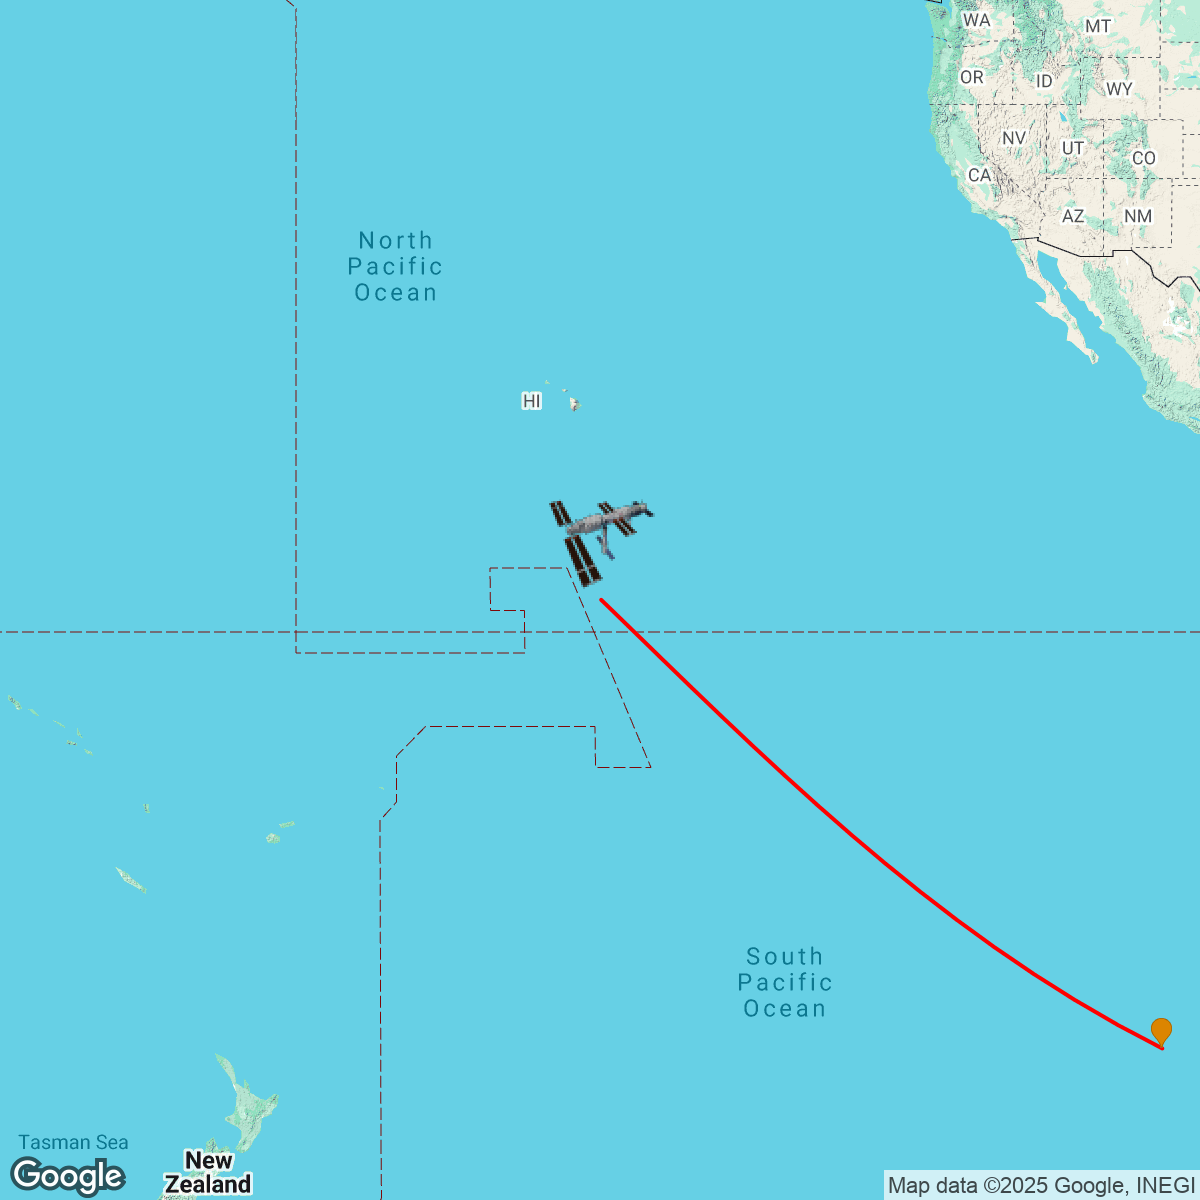 WA
MT
OR
ID
WY
NV
UT
CO
CA
AZ
NM
North
Pacific
Ocean
HI
South
Pacific
Ocean
Tasman Sea
New
Zealand
Google
Map data ©2025 Google, INEGI